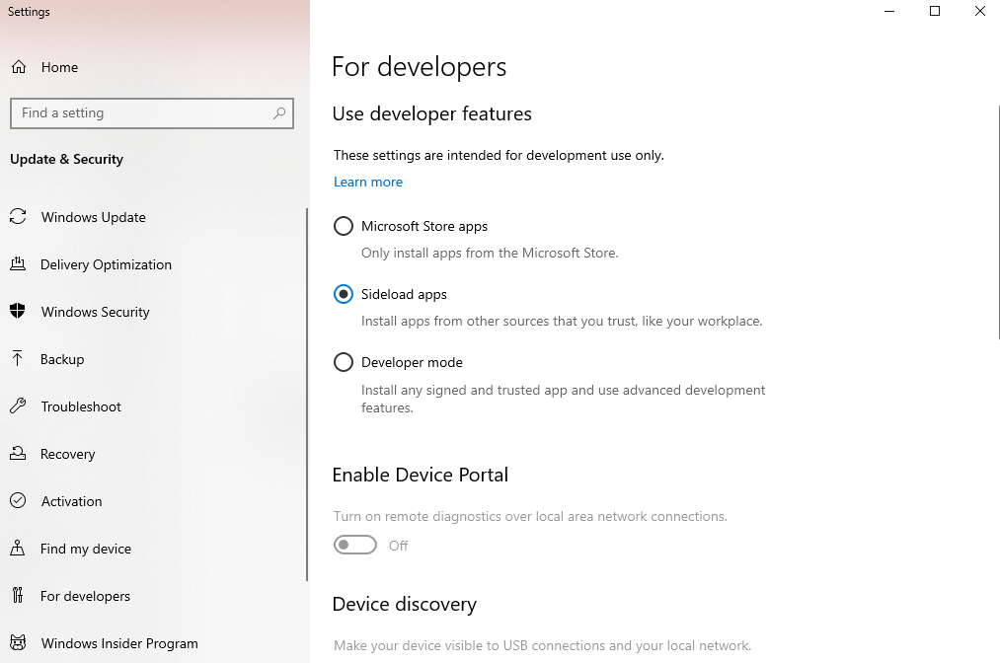 Settings
Home
Find a setting
Update & Security
Windows Update
Delivery Optimization
Windows Security
Backup
Troubleshoot
Recovery
Activation
Find my device
For developers
Windows Insider Program
For developers
Use developer features
These settings are intended for development use only.
Learn more
Microsoft Store apps
Only install apps from the Microsoft Store.
Sideload apps
Install apps from other sources that you trust, like your workplace.
Developer mode
Install any signed and trusted app and use advanced development
features.
Enable Device Portal
Turn on remote diagnostics over local area network connections.
Off
Device discovery
Make your device visible to USB connections and your local network.